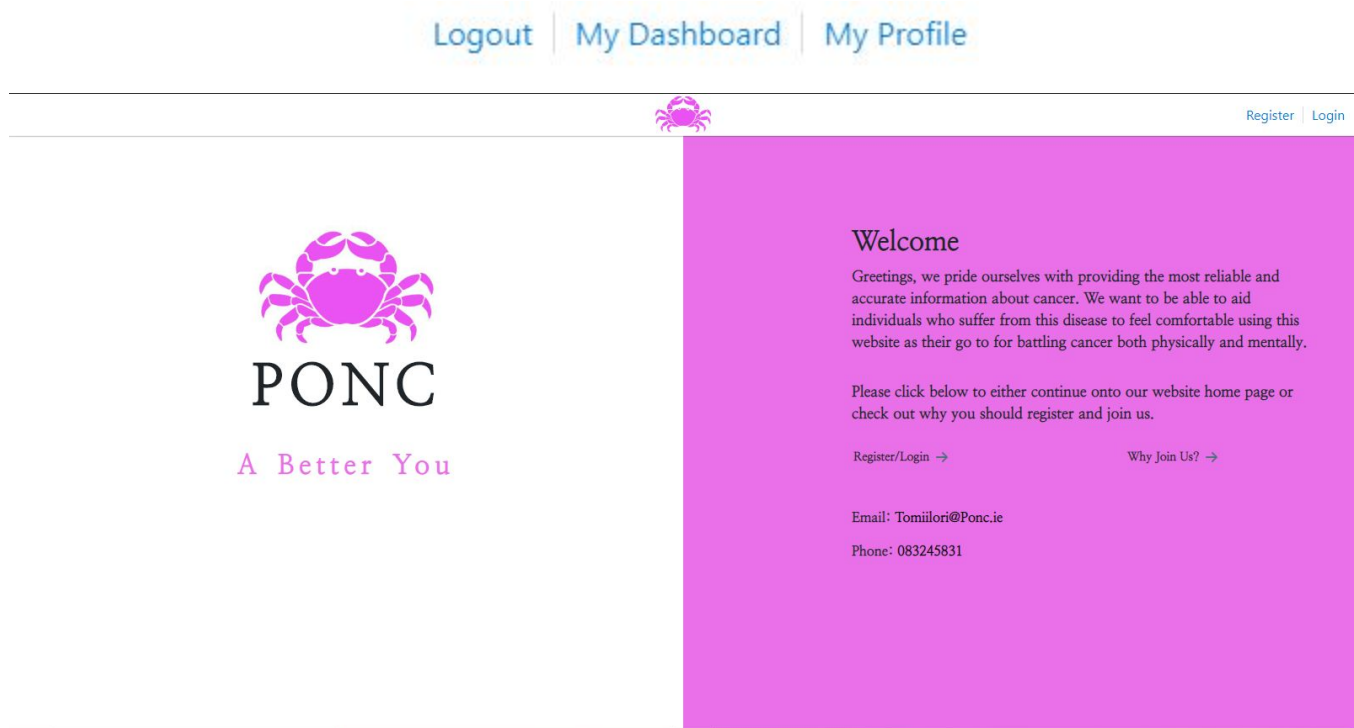 Logout My Dashboard My Profile
Register Login
PONC
A Better You
Welcome
Greetings, we pride ourselves with providing the most reliable and
accurate information about cancer. We want to be able to aid
individuals who suffer from this disease to feel comfortable using this
website as their go to for battling cancer both physically and mentally.
Please click below to either continue onto our website home page or
check out why you should register and join us.
Register/Login → Why Join Us? →
Email: Tomiilori@Ponc.ie
Phone: 083245831